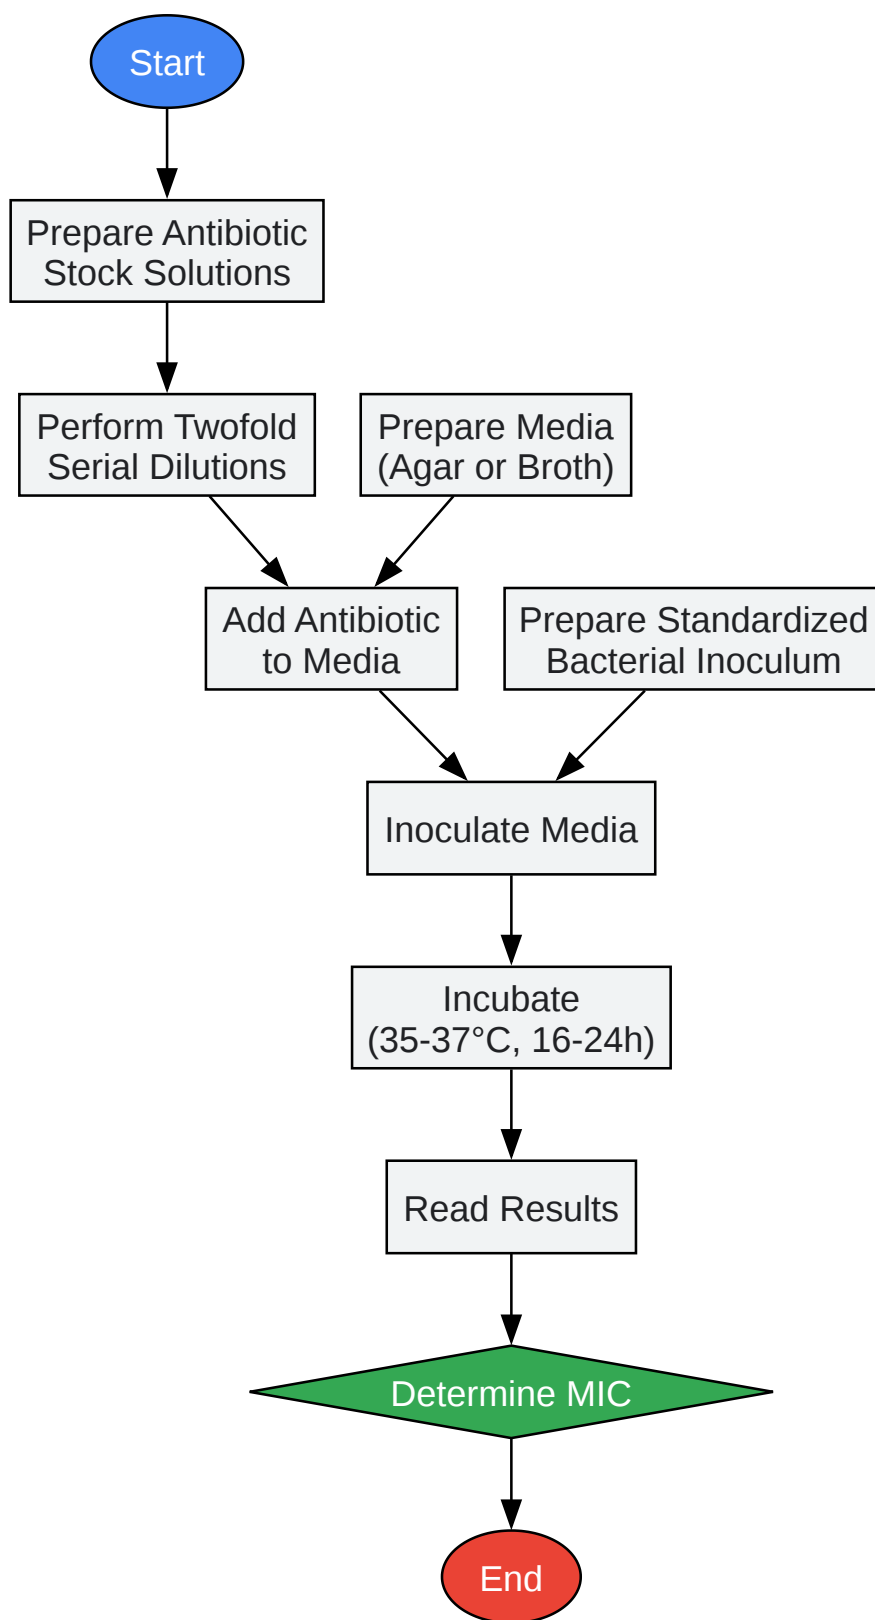 Start
Prepare Antibiotic
Stock Solutions
Perform Twofold
Serial Dilutions
Prepare Media
(Agar or Broth)
Add Antibiotic
to Media
Prepare Standardized
Bacterial Inoculum
Inoculate Media
Incubate
(35-37°C, 16-24h)
Read Results
Determine MIC
End